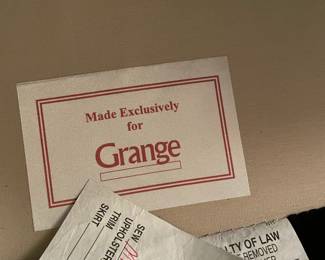 Made Exclusively
for
Grange
SEW
UPHOLSTER
TRIM
SKIRT
TY OF LAW
REMOVED